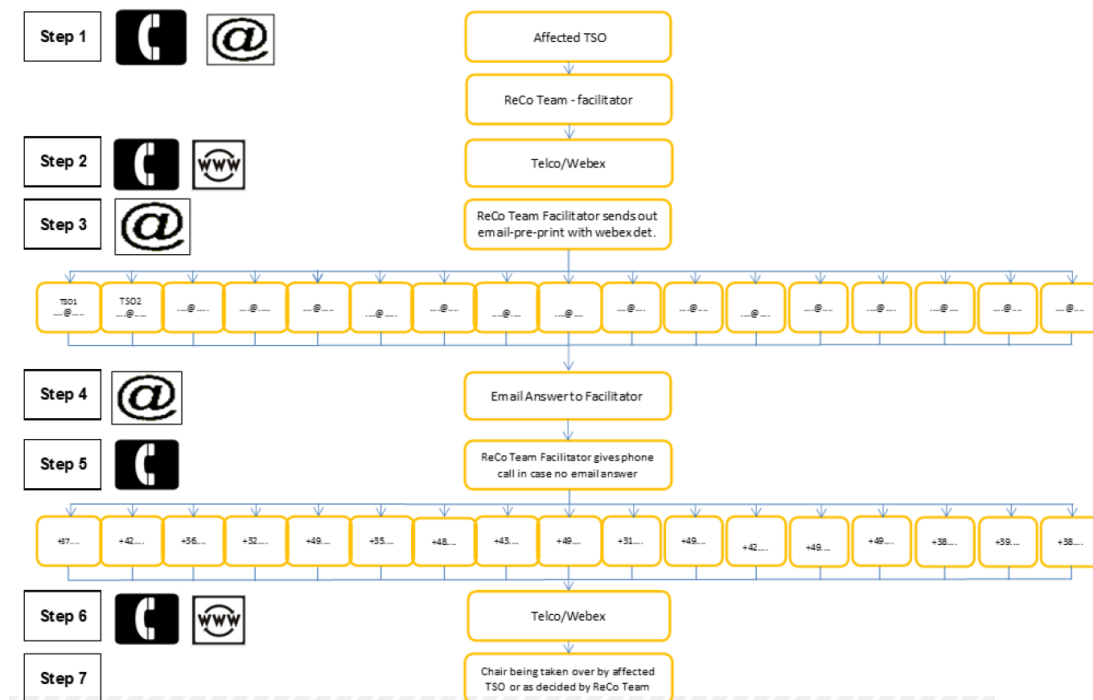 Step 1
@
Affected TSO
ReCo Team - facilitator
Step 2
WWW
Telco/Webex
Step 3
@
ReCo Team Facilitator sends out
email-pre-print with webex det.
TSO1
....@.....
TSO2
....@.....
....@.....
....@.....
....@.....
....@....
....@....
....@....
....@....
....@....
....@....
....@....
....@....
....@....
....@....
....@....
....@....
Step 4
@
Email Answer to Facilitator
Step 5
ReCo Team Facilitator gives phone
call in case no email answer
+37....
+42....
+36....
+32....
+49....
+35....
+48....
+43....
+49....
+31....
+49....
+42....
+49....
+49....
+38....
+39....
+38....
Step 6
WWW
Telco/Webex
Step 7
Chair being taken over by affected
TSO or as decided by ReCo Team